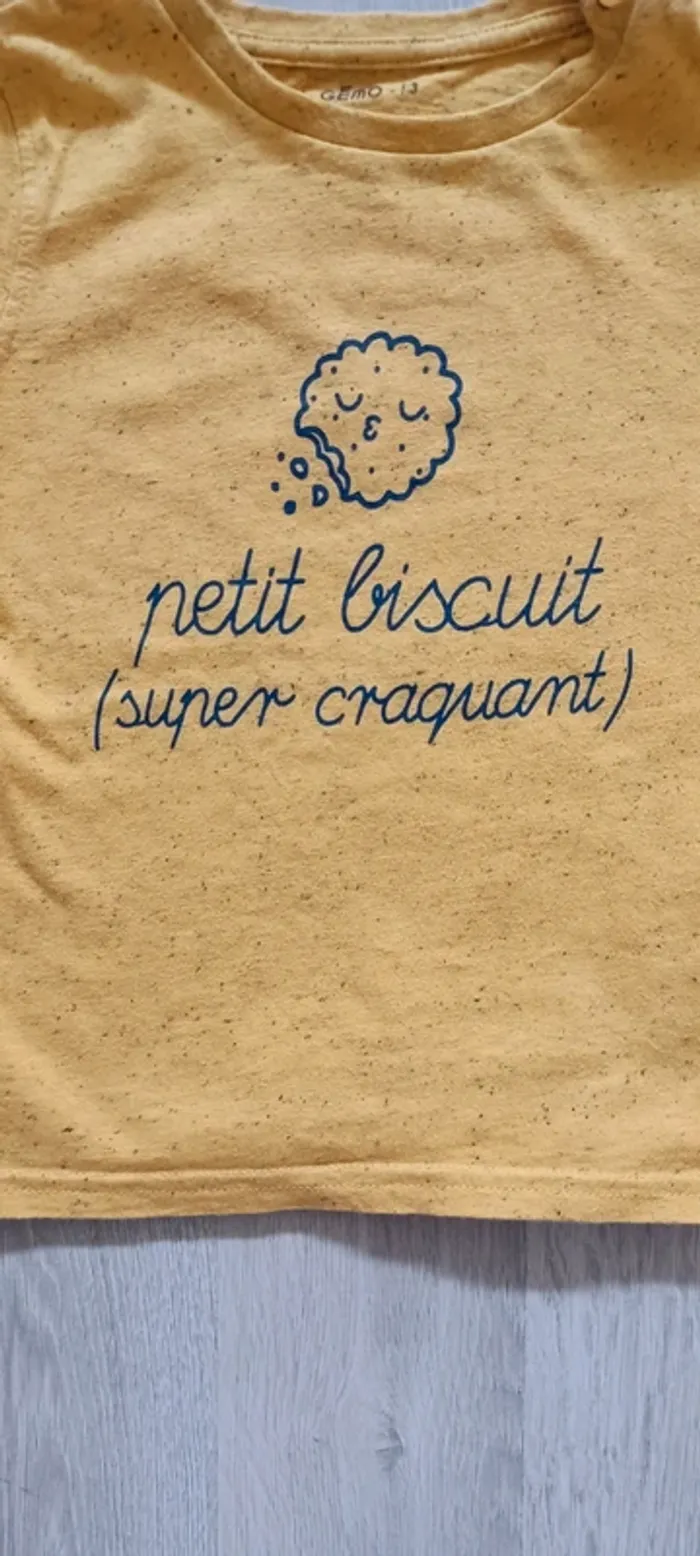 GEMO
petit biscuit
(super craquant)